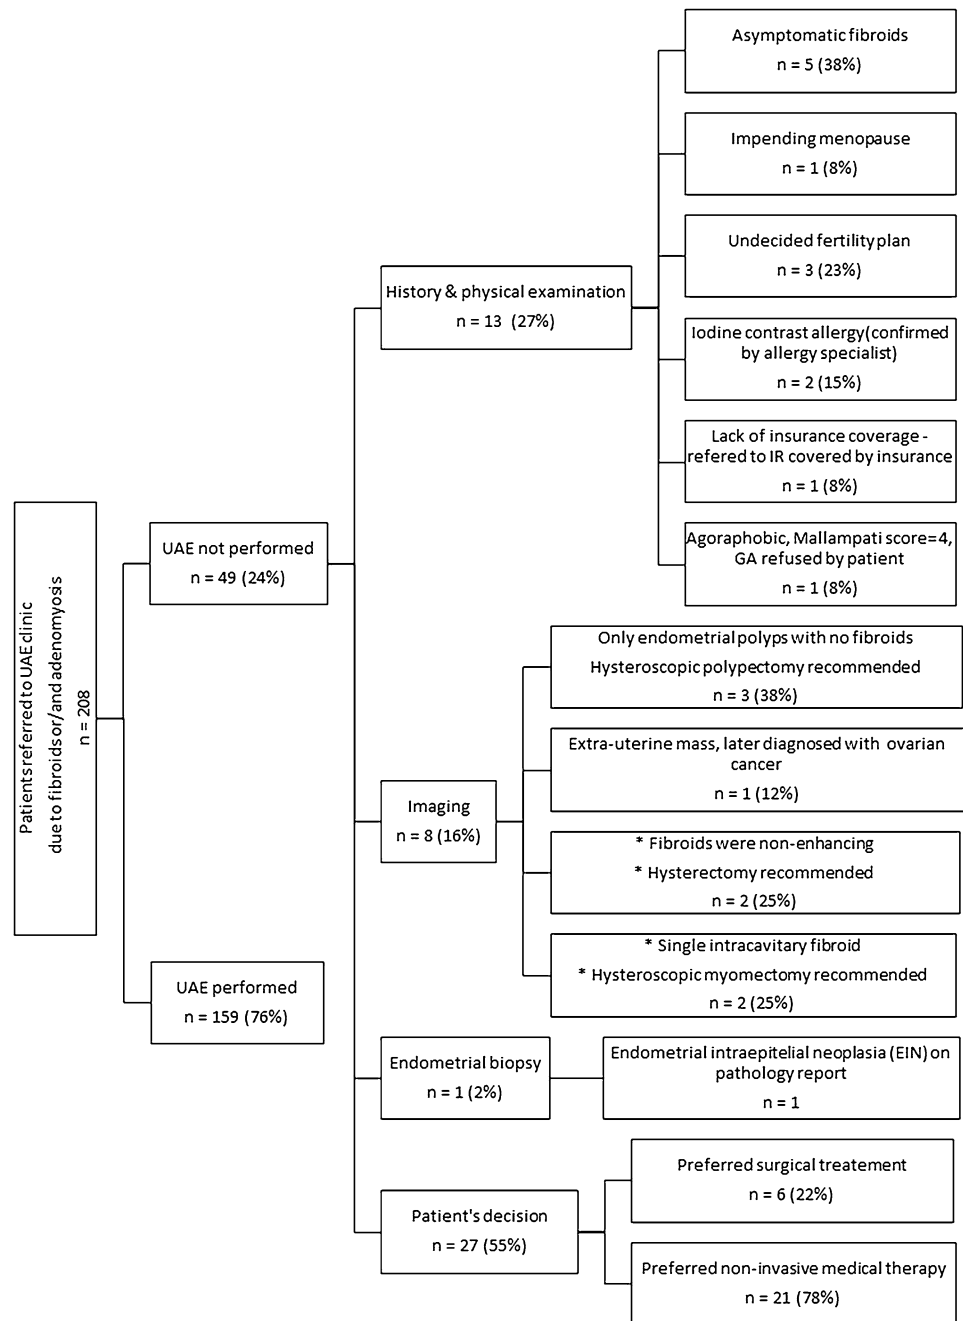 Patients referred to UAE clinic
due to fibroidsor/and adenomyosis
n = 208
UAE not performed
n = 49 (24%)
UAE performed
n = 159 (76%)
History & physical examination
n = 13 (27%)
Imaging
n = 8 (16%)
Endometrial biopsy
n = 1 (2%)
Patient's decision
n = 27 (55%)
Asymptomatic fibroids
n = 5 (38%)
Impending menopause
n = 1 (8%)
Undecided fertility plan
n = 3 (23%)
Iodine contrast allergy(confirmed
by allergy specialist)
n = 2 (15%)
Lack of insurance coverage -
refered to IR covered by insurance
n = 1 (8%)
Agoraphobic, Mallampati score=4,
GA refused by patient
n = 1 (8%)
Only endometrial polyps with no fibroids
Hysteroscopic polypectomy recommended
n = 3 (38%)
Extra-uterine mass, later diagnosed with ovarian
cancer
n = 1 (12%)
* Fibroids were non-enhancing
* Hysterectomy recommended
n = 2 (25%)
* Single intracavitary fibroid
* Hysteroscopic myomectomy recommended
n = 2 (25%)
Endometrial intraepitelial neoplasia (EIN) on
pathology report
n = 1
Preferred surgical treatement
n = 6 (22%)
Preferred non-invasive medical therapy
n = 21 (78%)